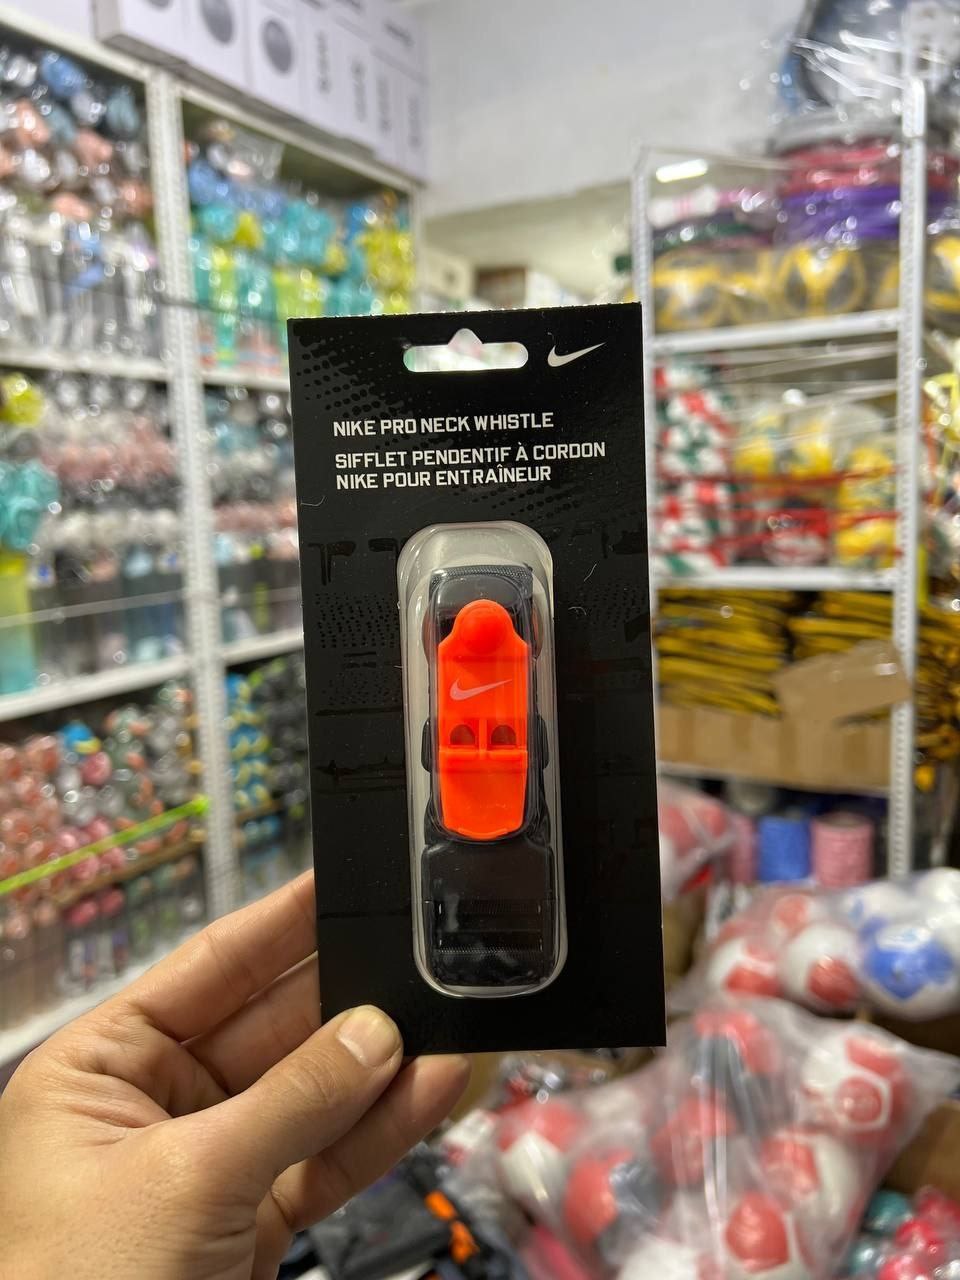 NIKE PRO NECK WHISTLE
SIFFLET PENDENTIF À CORDON
NIKE POUR ENTRAÎNEUR